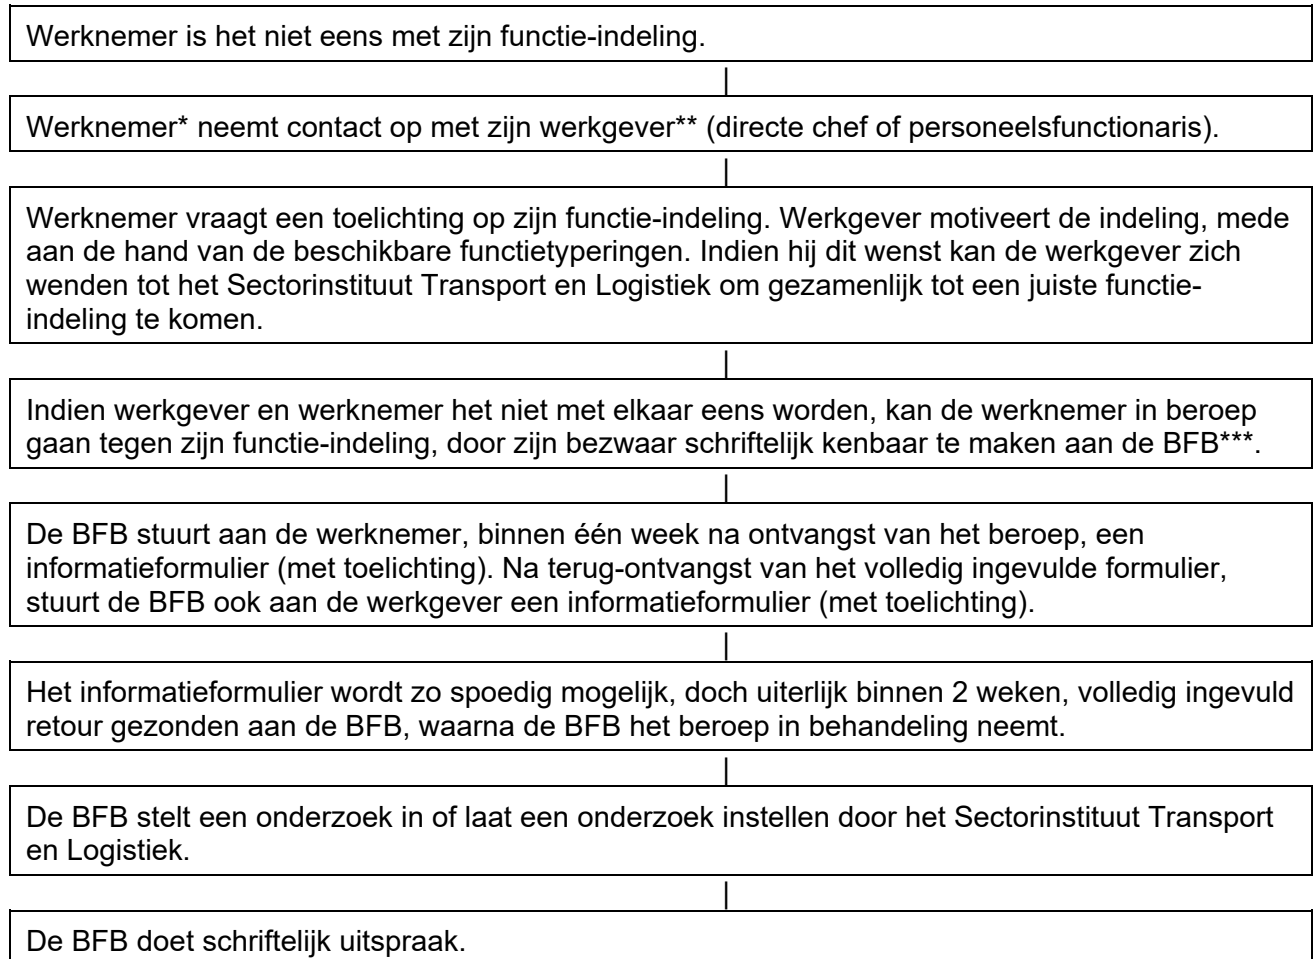 Werknemer is het niet eens met zijn functie-indeling.
Werknemer* neemt contact op met zijn werkgever** (directe chef of personeelsfunctionaris).
Werknemer vraagt een toelichting op zijn functie-indeling. Werkgever motiveert de indeling, mede
aan de hand van de beschikbare functietyperingen. Indien hij dit wenst kan de werkgever zich
wenden tot het Sectorinstituut Transport en Logistiek om gezamenlijk tot een juiste functie-
indeling te komen.
Indien werkgever en werknemer het niet met elkaar eens worden, kan de werknemer in beroep
gaan tegen zijn functie-indeling, door zijn bezwaar schriftelijk kenbaar te maken aan de BFB***.
De BFB stuurt aan de werknemer, binnen één week na ontvangst van het beroep, een
informatieformulier (met toelichting). Na terug-ontvangst van het volledig ingevulde formulier,
stuurt de BFB ook aan de werkgever een informatieformulier (met toelichting).
Het informatieformulier wordt zo spoedig mogelijk, doch uiterlijk binnen 2 weken, volledig ingevuld
retour gezonden aan de BFB, waarna de BFB het beroep in behandeling neemt.
De BFB stelt een onderzoek in of laat een onderzoek instellen door het Sectorinstituut Transport
en Logistiek.
De BFB doet schriftelijk uitspraak.